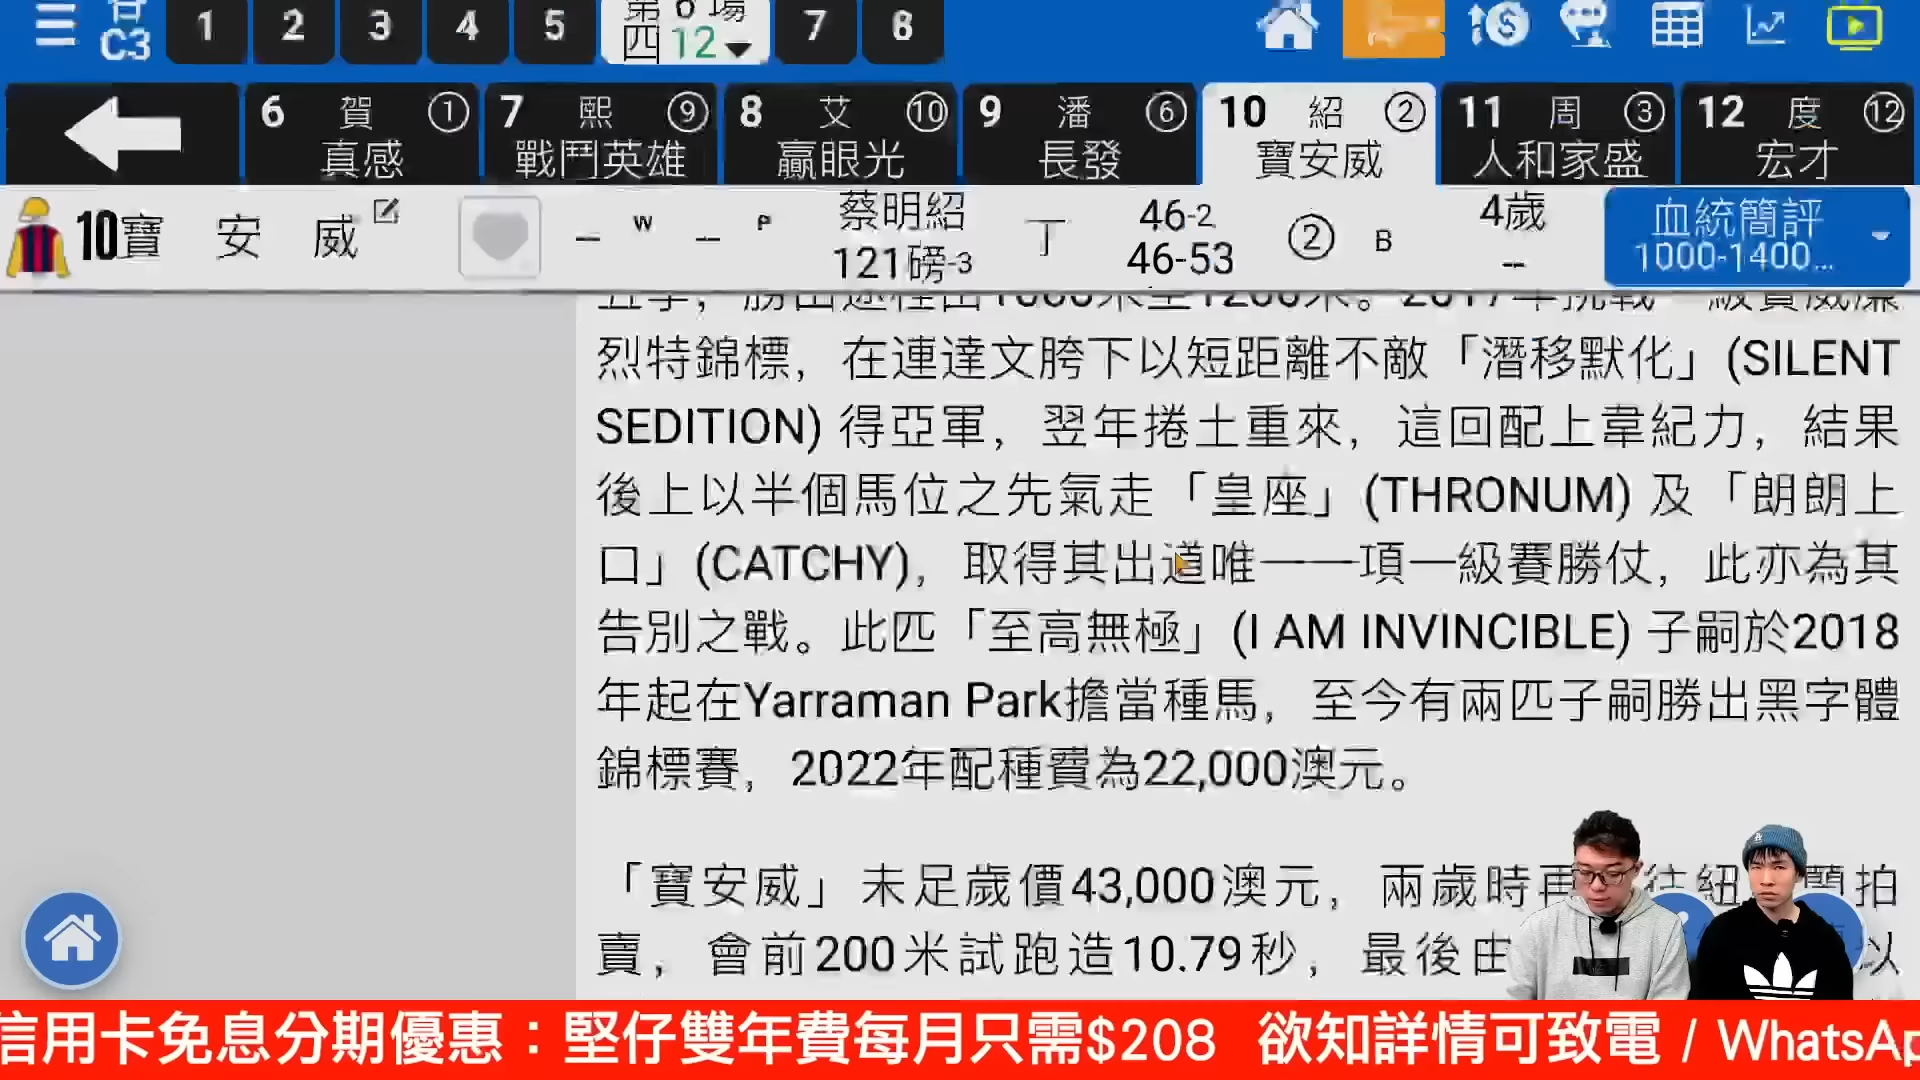 C3 1 2 3 4 5 四 12 7 8
6 賀 ① 7 熙 ⑨ 8 艾 ⑩ 9 潘 ⑥ 10 紹 ② 11 周 ③ 12 度 ⑫
真感 戰鬥英雄 贏眼光 長發 寶安威 人和家盛 宏才
10寶 安 威 -- W -- P
蔡明紹
121磅-3
丁
46-2
46-53
② B
4歲
--
血統簡評
1000-1400...
烈特錦標，在連達文胯下以短距離不敵「潛移默化」(SILENT
SEDITION) 得亞軍，翌年捲土重來，這回配上韋紀力，結果
後上以半個馬位之先氣走「皇座」(THRONUM) 及「朗朗上
口」(CATCHY)，取得其出道唯一一項一級賽勝仗，此亦為其
告別之戰。此匹「至高無極」(I AM INVINCIBLE) 子嗣於2018
年起在Yarraman Park擔當種馬，至今有兩匹子嗣勝出黑字體
錦標賽，2022年配種費為22,000澳元。
「寶安威」未足歲價43,000澳元，兩歲時再 往紐 蘭拍
賣，會前200米試跑造10.79秒，最後由 以
信用卡免息分期優惠：堅仔雙年費每月只需$208 欲知詳情可致電 / WhatsAp